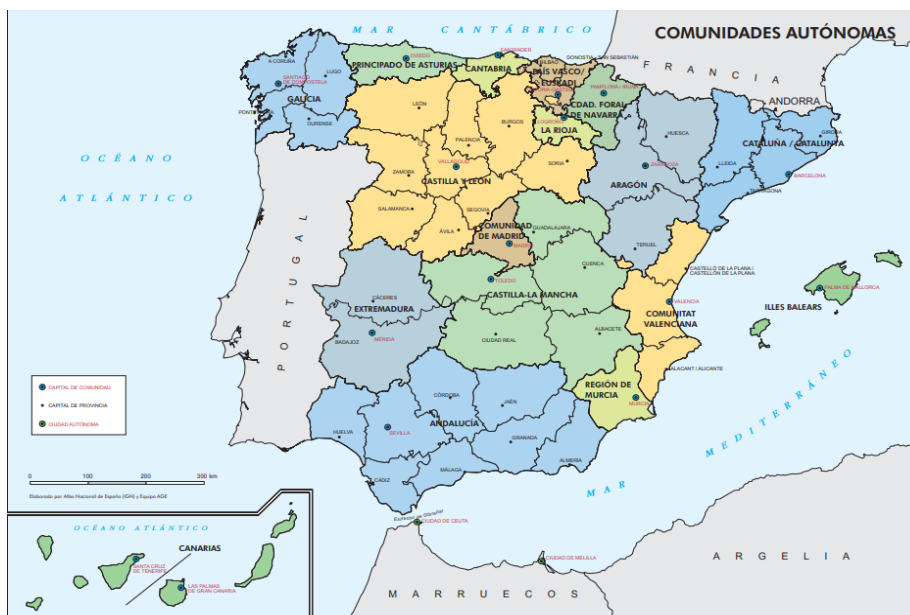 COMUNIDADES AUTÓNOMAS
MAR CANTÁBRICO
FRANCIA
ANDORRA
OCÉANO
ATLÁNTICO
PORTUGAL
A CORUÑA
LUGO
SANTIAGO
DE COMPOSTELA
GALICIA
OURENSE
OVIEDO
PRINCIPADO DE ASTURIAS
SANTANDER
CANTABRIA
BILBAO
DONOSTIA - SAN SEBASTIÁN
PAÍS VASCO/
EUSKADI
PAMPLONA / IRUÑA
CDAD. FORAL
DE NAVARRA
LOGROÑO
LA RIOJA
LEÓN
PALENCIA
BURGOS
ZAMORA
VALLADOLID
CASTILLA Y LEÓN
SORIA
SALAMANCA
ÁVILA
SEGOVIA
HUESCA
ZARAGOZA
ARAGÓN
TERUEL
GIRONA
CATALUÑA / CATALUNYA
LLEIDA
BARCELONA
TARRAGONA
COMUNIDAD
DE MADRID
MADRID
GUADALAJARA
CUENCA
TOLEDO
CASTILLA-LA MANCHA
CIUDAD REAL
ALBACETE
CÁCERES
EXTREMADURA
BADAJOZ
MÉRIDA
CASTELLÓ DE LA PLANA /
CASTELLÓN DE LA PLANA
VALENCIA
COMUNITAT
VALENCIANA
ALACANT / ALICANTE
PALMA DE MALLORCA
ILLES BALEARS
REGIÓN DE
MURCIA
MURCIA
CÓRDOBA
JAÉN
ANDALUCÍA
HUELVA
SEVILLA
GRANADA
ALMERÍA
MÁLAGA
CÁDIZ
MAR MEDITERRÁNEO
Estrecho de Gibraltar
CIUDAD DE CEUTA
CIUDAD DE MELILLA
MARRUECOS
ARGELIA
CAPITAL DE COMUNIDAD
CAPITAL DE PROVINCIA
CIUDAD AUTÓNOMA
0 100 200 300 km
Elaborado por Atlas Nacional de España (IGN) y Equipo AGE
OCÉANO ATLÁNTICO
CANARIAS
SANTA CRUZ
DE TENERIFE
LAS PALMAS
DE GRAN CANARIA